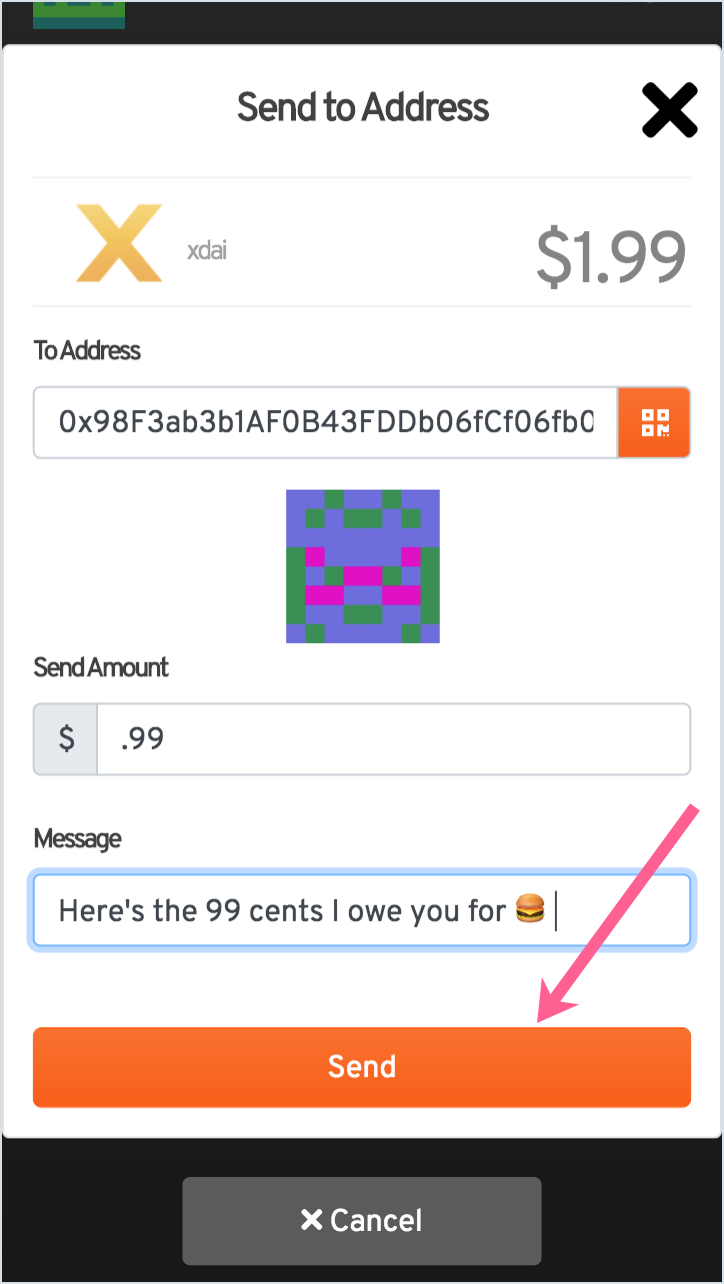 Send to Address
xdai
$1.99
To Address
0x98F3ab3b1AF0B43FDDb06fCf06fb0
Send Amount
$ .99
Message
Here's the 99 cents I owe you for 🍔
Send
Cancel